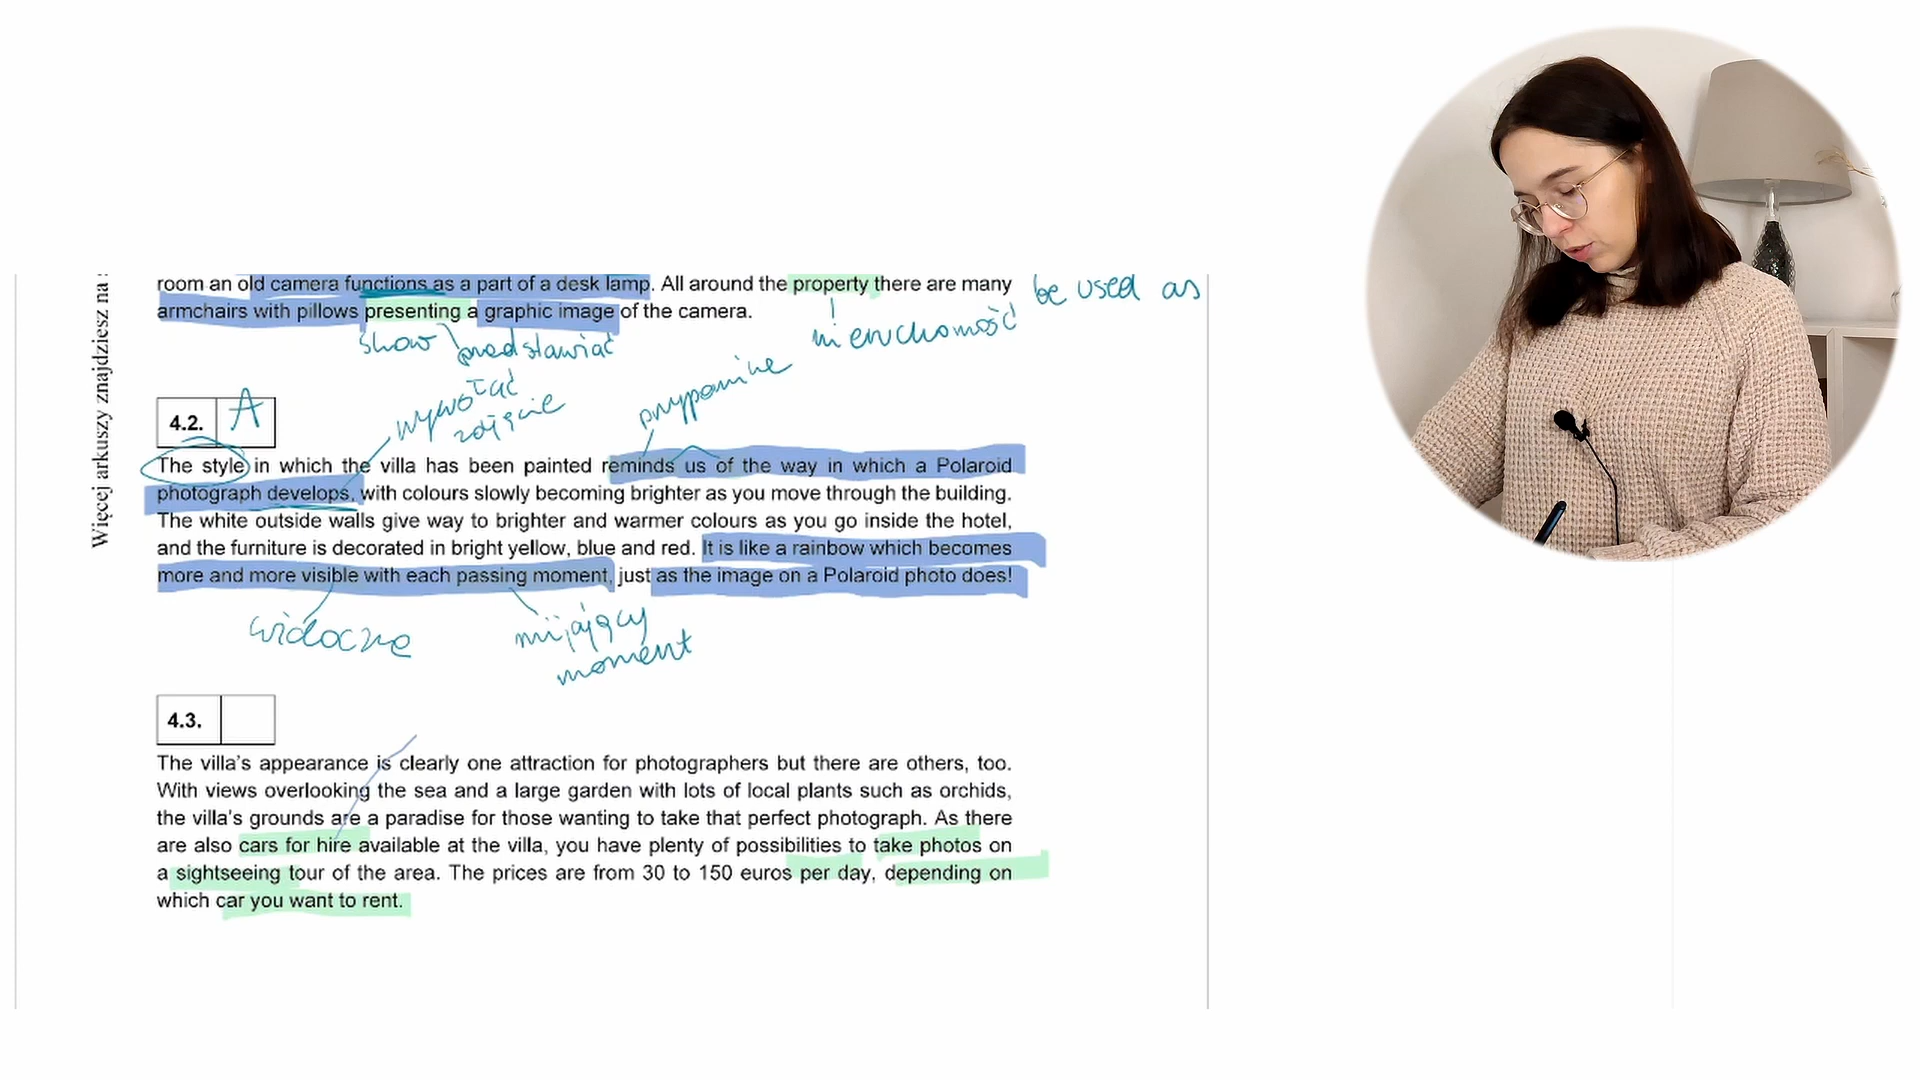 Więcej arkuszy znajdziesz na
room an old camera functions as a part of a desk lamp. All around the property there are many
be used as
armchairs with pillows presenting a graphic image of the camera.
show przedstawiać
nieruchomość
wywołać
zdjęcie
przypomina
4.2. A
The style in which the villa has been painted reminds us of the way in which a Polaroid
photograph develops, with colours slowly becoming brighter as you move through the building.
The white outside walls give way to brighter and warmer colours as you go inside the hotel,
and the furniture is decorated in bright yellow, blue and red. It is like a rainbow which becomes
more and more visible with each passing moment, just as the image on a Polaroid photo does!
widoczne
mijający
moment
4.3.
The villa's appearance is clearly one attraction for photographers but there are others, too.
With views overlooking the sea and a large garden with lots of local plants such as orchids,
the villa's grounds are a paradise for those wanting to take that perfect photograph. As there
are also cars for hire available at the villa, you have plenty of possibilities to take photos on
a sightseeing tour of the area. The prices are from 30 to 150 euros per day, depending on
which car you want to rent.